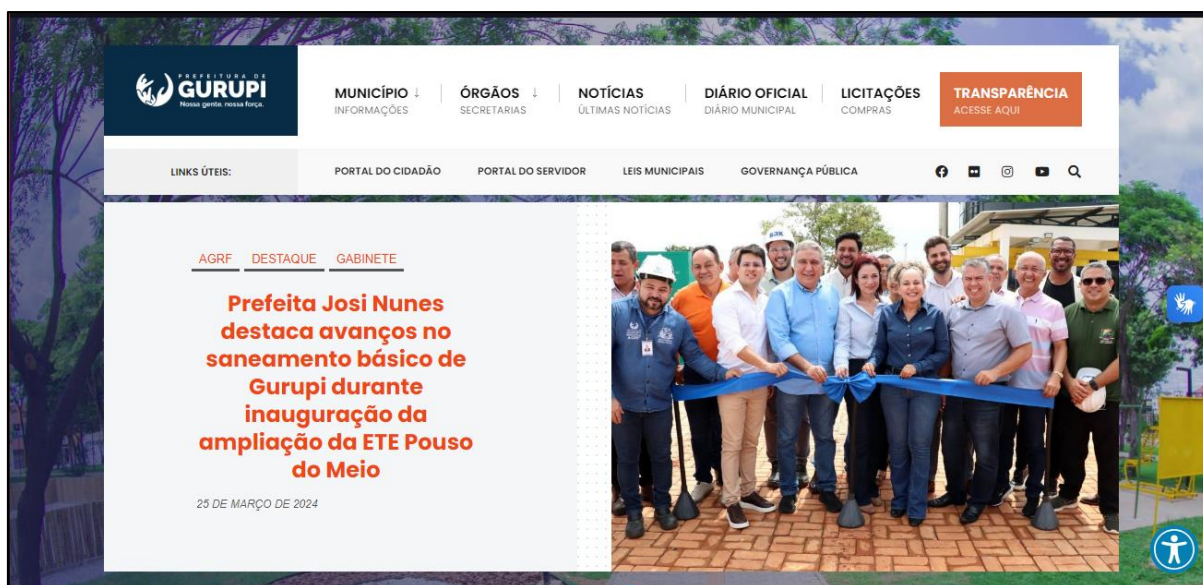 PREFEITURA DE
GURUPI
Nossa gente, nossa força.
MUNICÍPIO ↓
INFORMAÇÕES
ÓRGÃOS ↓
SECRETARIAS
NOTÍCIAS
ÚLTIMAS NOTÍCIAS
DIÁRIO OFICIAL
DIÁRIO MUNICIPAL
LICITAÇÕES
COMPRAS
TRANSPARÊNCIA
ACESSE AQUI
LINKS ÚTEIS:
PORTAL DO CIDADÃO
PORTAL DO SERVIDOR
LEIS MUNICIPAIS
GOVERNANÇA PÚBLICA
AGRF DESTAQUE GABINETE
Prefeita Josi Nunes
destaca avanços no
saneamento básico de
Gurupi durante
inauguração da
ampliação da ETE Pouso
do Meio
25 DE MARÇO DE 2024